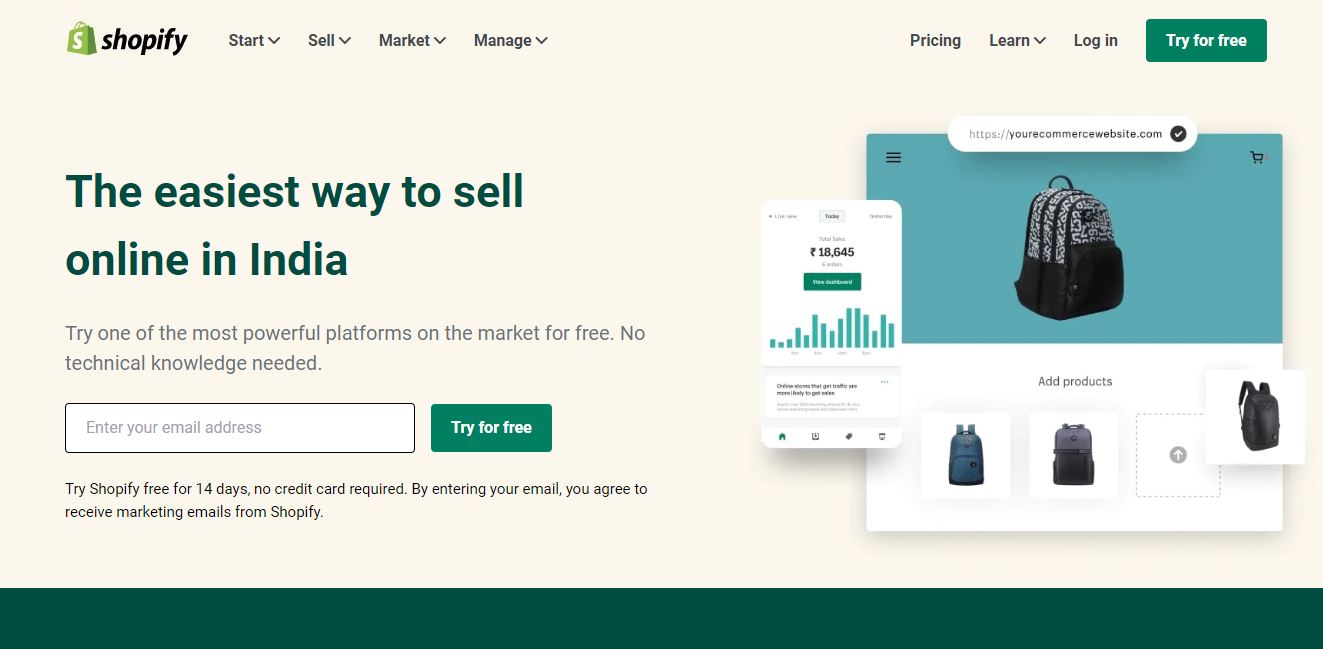 shopify
Start
Sell
Market
Manage
Pricing
Learn
Log in
Try for free
The easiest way to sell
online in India
Try one of the most powerful platforms on the market for free. No
technical knowledge needed.
Enter your email address
Try for free
Try Shopify free for 14 days, no credit card required. By entering your email, you agree to
receive marketing emails from Shopify.
https://yourecommercewebsite.com
Live view
Today
Yesterday
Total Sales
₹ 18,645
6 orders
View dashboard
Online stores that get traffic are
more likely to get sales
Add products